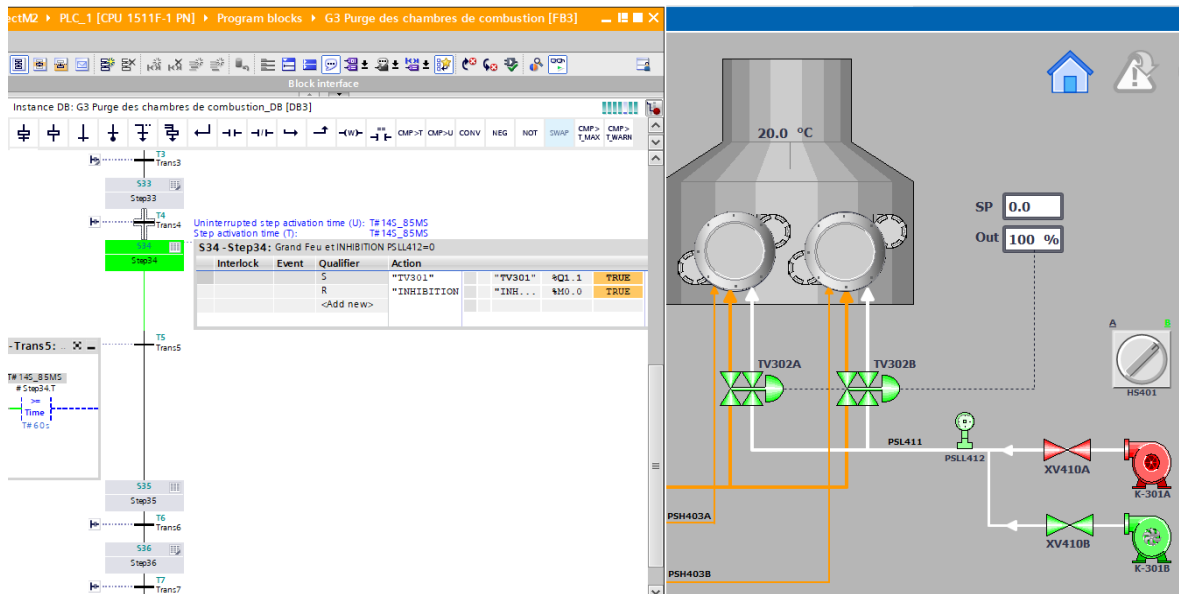 ectM2 ▸ PLC_1 [CPU 1511F-1 PN] ▸ Program blocks ▸ G3 Purge des chambres de combustion [FB3]
Block interface
Instance DB: G3 Purge des chambres de combustion_DB [DB3]
CMP>T CMP>U CONV NEG NOT SWAP CMP> T_MAX CMP> T_WARN
T3
Trans3
S33
Step33
T4
Trans4
Uninterrupted step activation time (U): T#14S_85MS
Step activation time (T): T#14S_85MS
S34
Step34
S34 - Step34: Grand Feu et INHIBITION PSLL412=0
Interlock Event Qualifier Action
S "TV301" "TV301" %Q1.1 TRUE
R "INHIBITION "INH... %M0.0 TRUE
<Add new>
T5
Trans5
-Trans5: ..
T#14S_85MS
#Step34.T
>=
Time
T#60s
S35
Step35
T6
Trans6
S36
Step36
T7
Trans7
20.0 °C
SP 0.0
Out 100 %
A B
HS401
TV302A
TV302B
PSL411
PSLL412
XV410A
K-301A
XV410B
K-301B
PSH403A
PSH403B